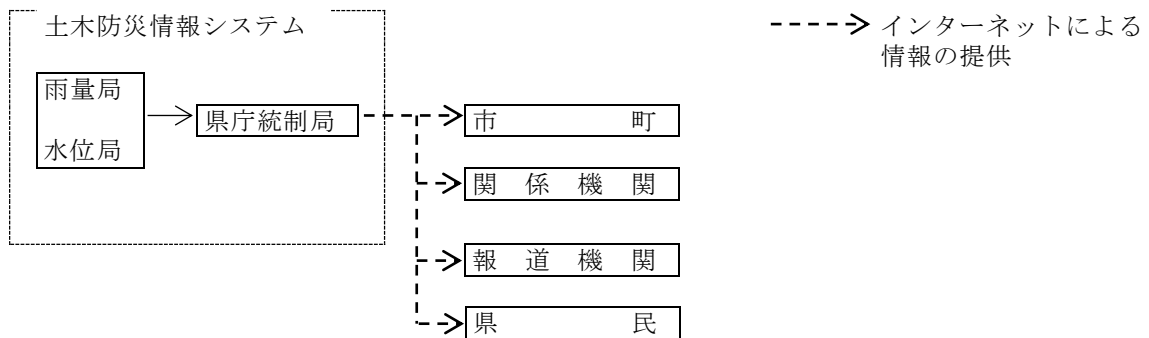 土木防災情報システム
インターネットによる
情報の提供
雨量局
水位局
県庁統制局
市町
関係機関
報道機関
県民